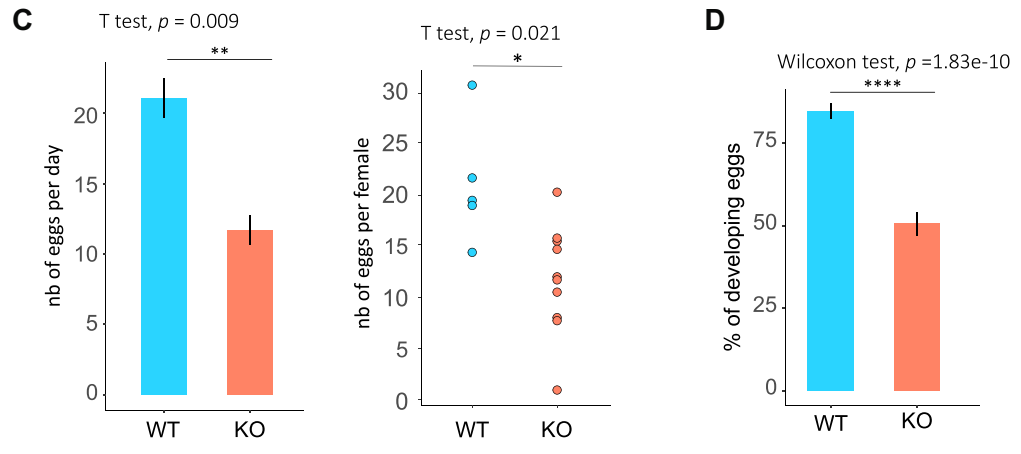 C
T test, p = 0.009
**
nb of eggs per day
20
15
10
5
0
WT KO
T test, p = 0.021
*
nb of eggs per female
30
25
20
15
10
5
0
WT KO
D
Wilcoxon test, p =1.83e-10
****
% of developing eggs
75
50
25
0
WT KO